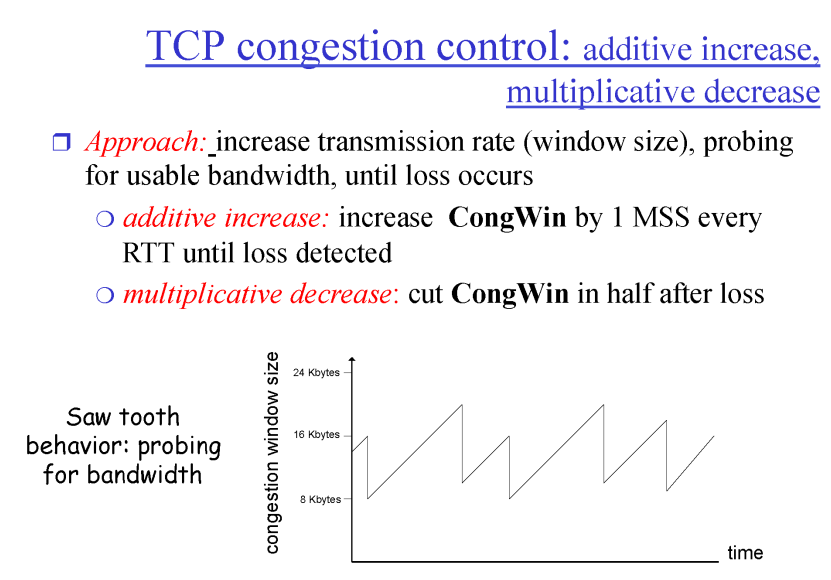 TCP congestion control: additive increase,
multiplicative decrease
Approach: increase transmission rate (window size), probing
for usable bandwidth, until loss occurs
additive increase: increase CongWin by 1 MSS every
RTT until loss detected
multiplicative decrease: cut CongWin in half after loss
Saw tooth
behavior: probing
for bandwidth
congestion window size
24 Kbytes
16 Kbytes
8 Kbytes
time